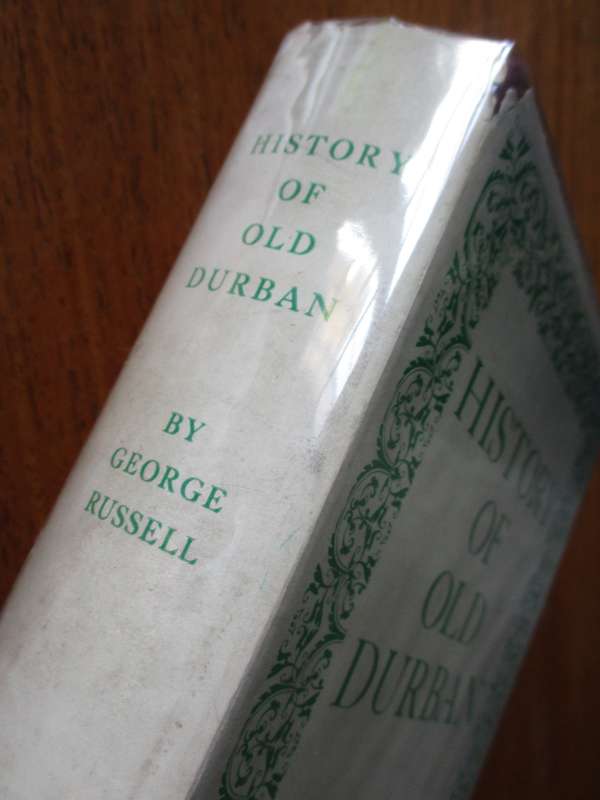 HISTORY
OF
OLD
DURBAN
BY
GEORGE
RUSSELL
HISTORY
OF
OLD
DURBAN